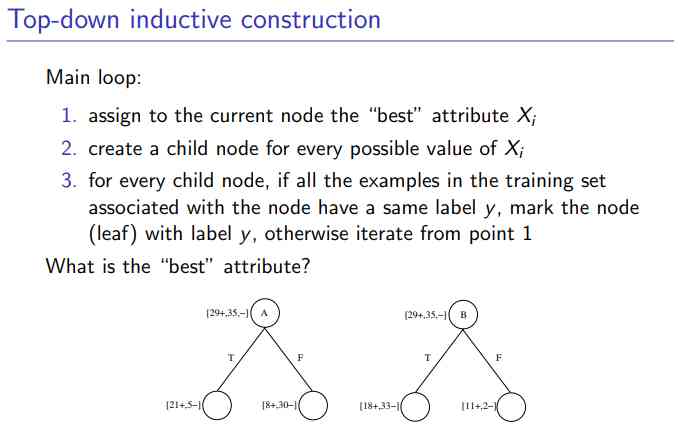 Top-down inductive construction
Main loop:
1. assign to the current node the “best” attribute Xᵢ
2. create a child node for every possible value of Xᵢ
3. for every child node, if all the examples in the training set
associated with the node have a same label y, mark the node
(leaf) with label y, otherwise iterate from point 1
What is the “best” attribute?
[29+,35,−] A [29+,35,−] B
T F T F
[21+,5−] [8+,30−] [18+,33−] [11+,2−]